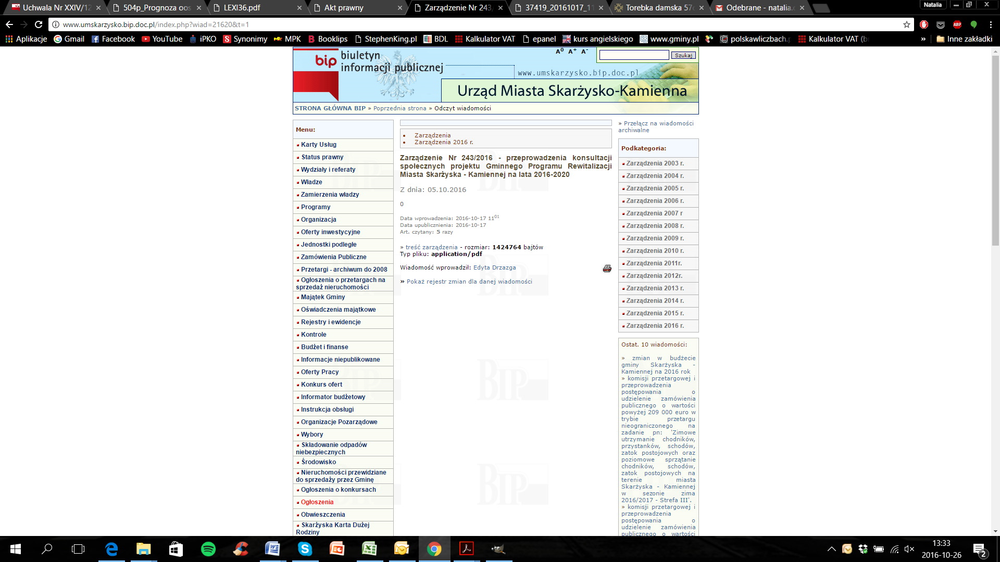 Uchwala Nr XXIV/12
504p_Prognoza oos
LEXI36.pdf
Akt prawny
Zarządzenie Nr 243
37419_20161017_11
Torebka damska 57
Odebrane - natalia.
Natalia
www.umskarzysko.bip.doc.pl/index.php?wiad=21620&t=1
Aplikacje
Gmail
Facebook
YouTube
iPKO
Synonimy
MPK
Booklips
StephenKing.pl
BDL
Kalkulator VAT
epanel
kurs angielskiego
www.gminy.pl
polskawliczbach.
Kalkulator VAT (b
»
Inne zakładki
bip
biuletyn
informacji publicznej
A0 A+ A-
Szukaj
www.umskarzysko.bip.doc.pl
Urząd Miasta Skarżysko-Kamienna
STRONA GŁÓWNA BIP » Poprzednia strona » Odczyt wiadomości
Menu:
Karty Usług
Status prawny
Wydziały i referaty
Władze
Zamierzenia władzy
Programy
Organizacja
Oferty inwestycyjne
Jednostki podległe
Zamówienia Publiczne
Przetargi - archiwum do 2008
Ogłoszenia o przetargach na
sprzedaż nieruchomości
Majątek Gminy
Oświadczenia majątkowe
Rejestry i ewidencje
Kontrole
Budżet i finanse
Informacje niepublikowane
Oferty Pracy
Konkurs ofert
Informator budżetowy
Instrukcja obsługi
Organizacje Pozarządowe
Wybory
Składowanie odpadów
niebezpiecznych
Środowisko
Nieruchomości przewidziane
do sprzedaży przez Gminę
Ogłoszenia o konkursach
Ogłoszenia
Obwieszczenia
Skarżyska Karta Dużej
Rodziny
Zarządzenia
Zarządzenia 2016 r.
Zarządzenie Nr 243/2016 - przeprowadzenia konsultacji
społecznych projektu Gminnego Programu Rewitalizacji
Miasta Skarżyska - Kamiennej na lata 2016-2020
Z dnia: 05.10.2016
0
Data wprowadzenia: 2016-10-17 1101
Data upublicznienia: 2016-10-17
Art. czytany: 5 razy
» treść zarządzenia - rozmiar: 1424764 bajtów
Typ pliku: application/pdf
Wiadomość wprowadził: Edyta Drzazga
» Pokaż rejestr zmian dla danej wiadomości
BIP
BIP
BIP
BIP
» Przełącz na wiadomości
archiwalne
Podkategoria:
Zarządzenia 2003 r.
Zarządzenia 2004 r.
Zarządzenia 2005 r.
Zarządzenia 2006 r.
Zarządzenia 2007 r
Zarządzenia 2008 r.
Zarządzenia 2009 r.
Zarządzenia 2010 r.
Zarządzenia 2011r.
Zarządzenia 2012r.
Zarządzenia 2013 r.
Zarządzenia 2014 r.
Zarządzenia 2015 r.
Zarządzenia 2016 r.
Ostat. 10 wiadomości:
» zmian w budżecie
gminy Skarżyska -
Kamiennej na 2016 rok
» komisji przetargowej i
przeprowadzenia
postępowania o
udzielenie zamówienia
publicznego o wartości
powyżej 209 000 euro w
trybie przetargu
nieograniczonego na
zadanie pn: 'Zimowe
utrzymanie chodników,
przystanków, schodów,
zatok postojowych oraz
poziomowe sprzątanie
chodników, schodów,
zatok postojowych na
terenie miasta
Skarżyska - Kamiennej
w sezonie zima
2016/2017 - Strefa III'.
» komisji przetargowej i
przeprowadzenia
postępowania o
udzielenie zamówienia
publicznego o wartości
13:33
2016-10-26
2